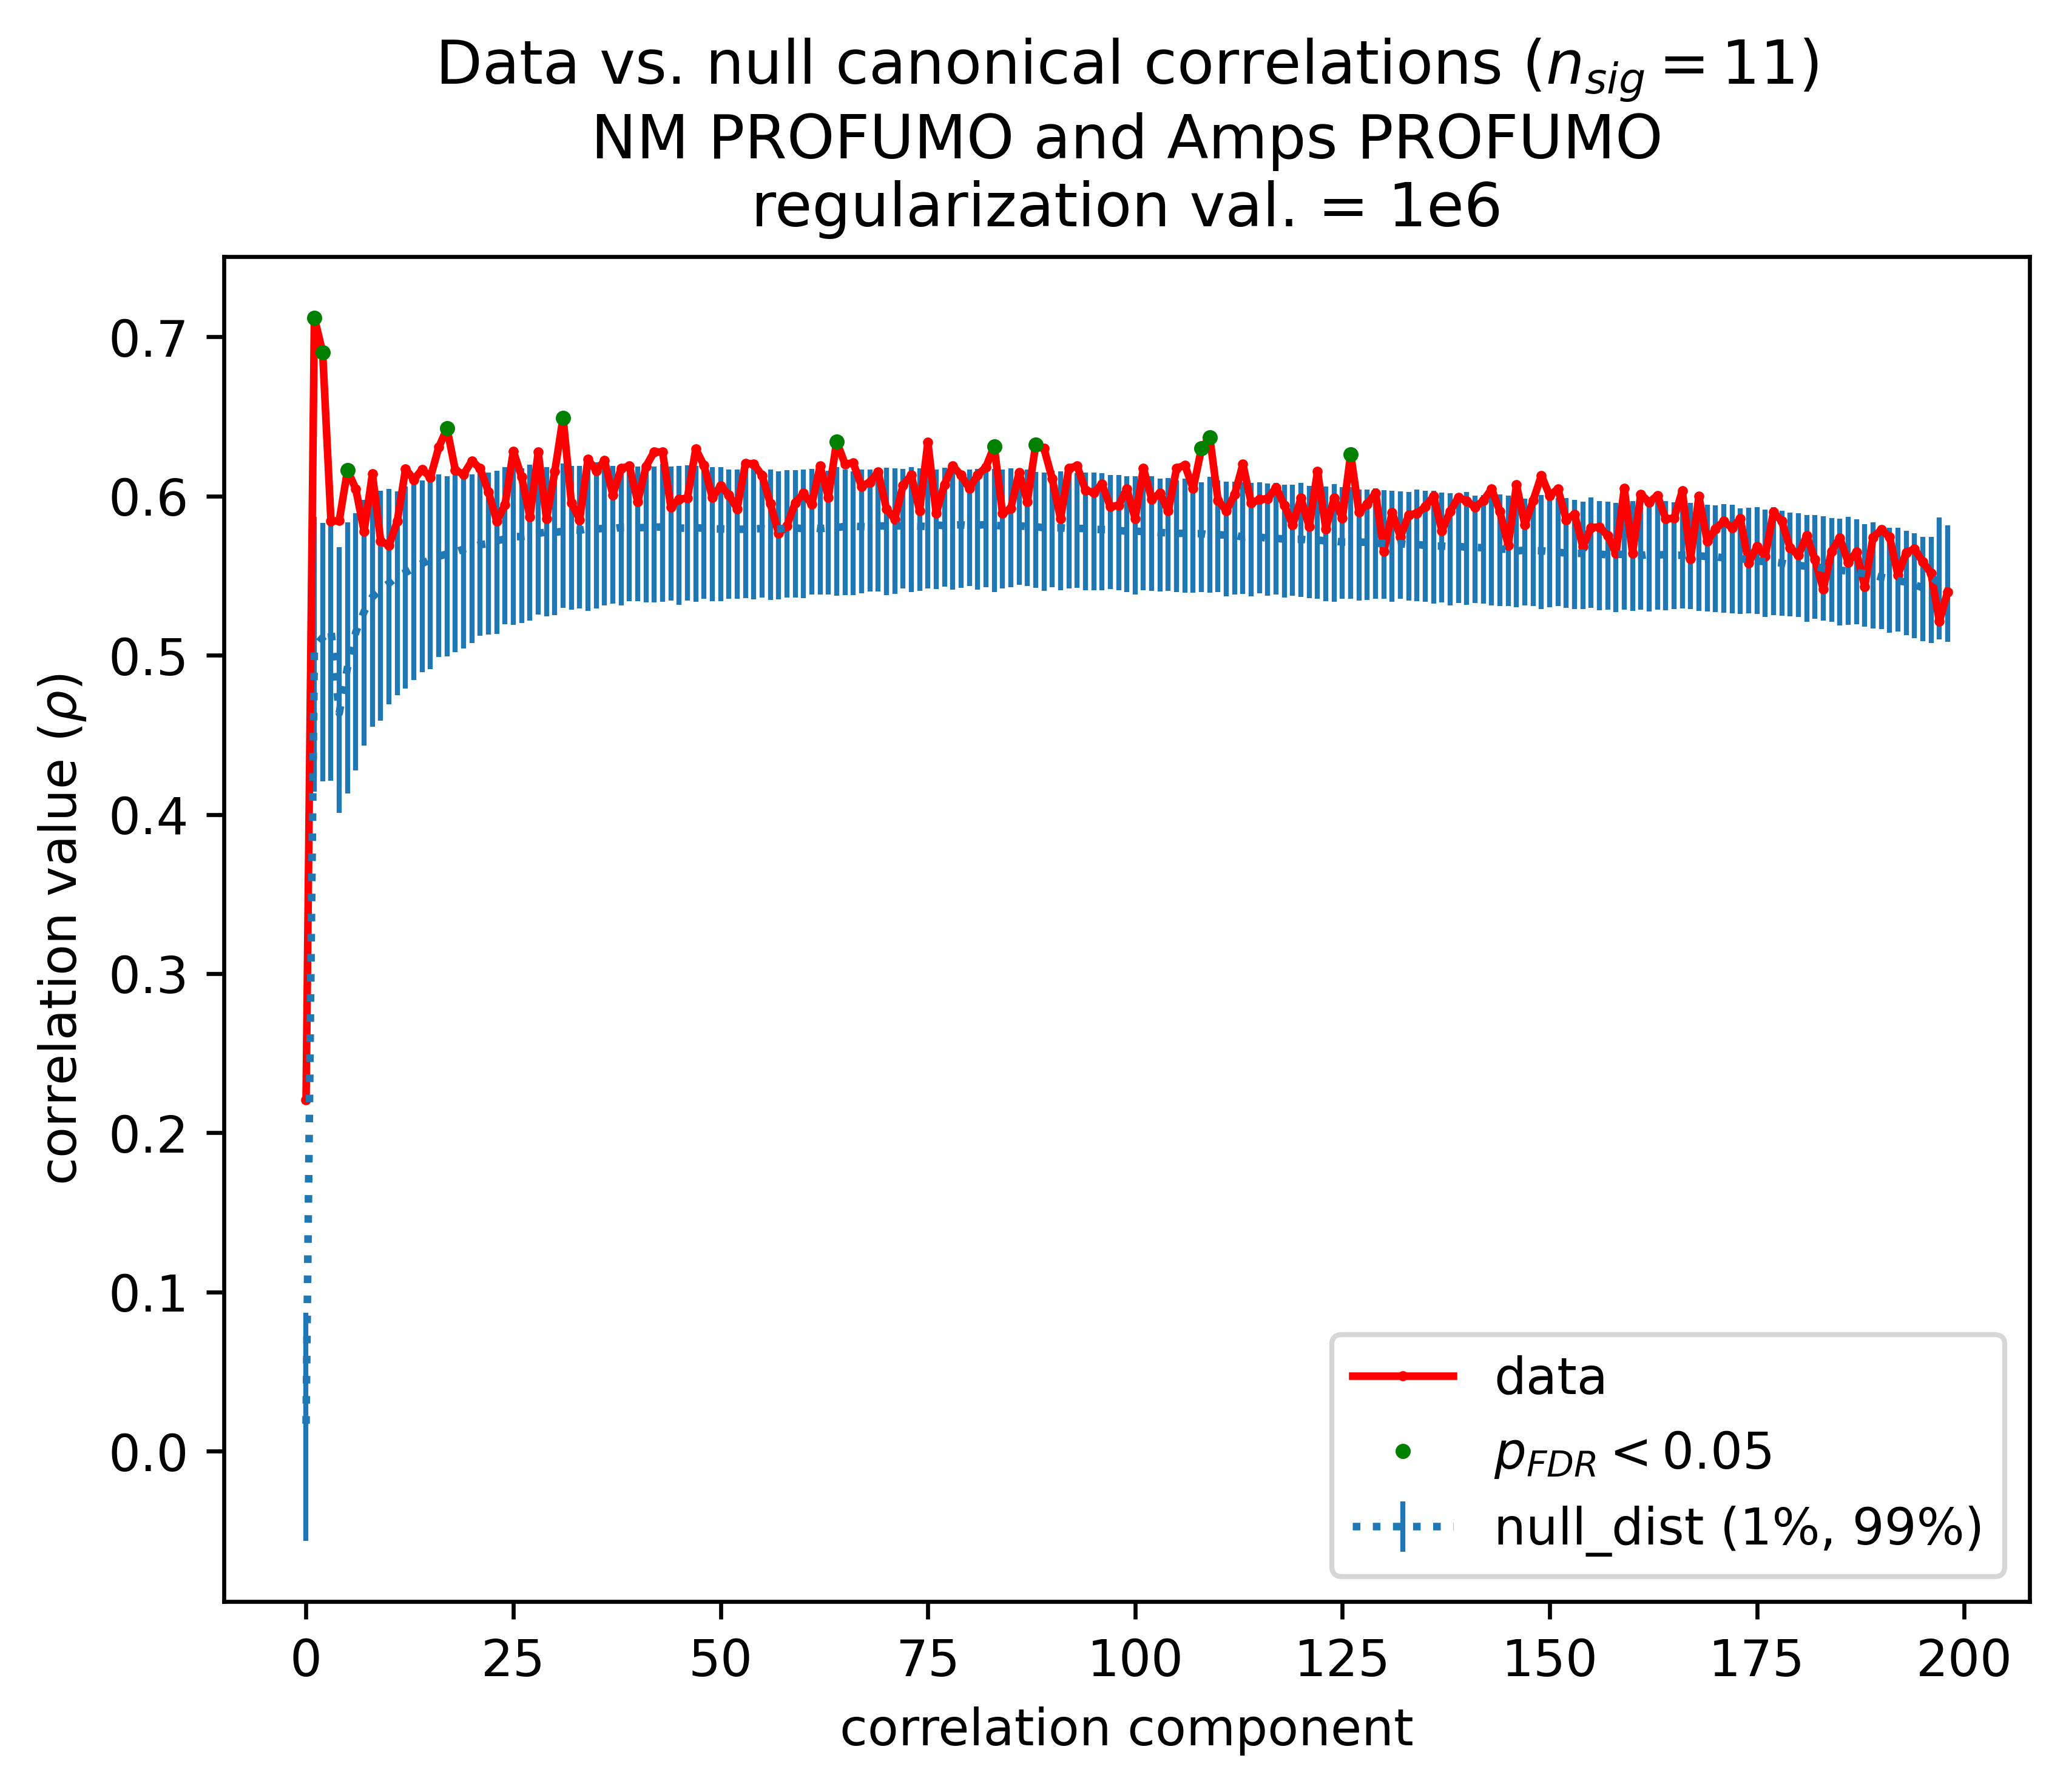 Data vs. null canonical correlations (n_sig = 11)
NM PROFUMO and Amps PROFUMO
regularization val. = 1e6
correlation value (ρ)
0.7
0.6
0.5
0.4
0.3
0.2
0.1
0.0
data
p_FDR < 0.05
null_dist (1%, 99%)
0 25 50 75 100 125 150 175 200
correlation component